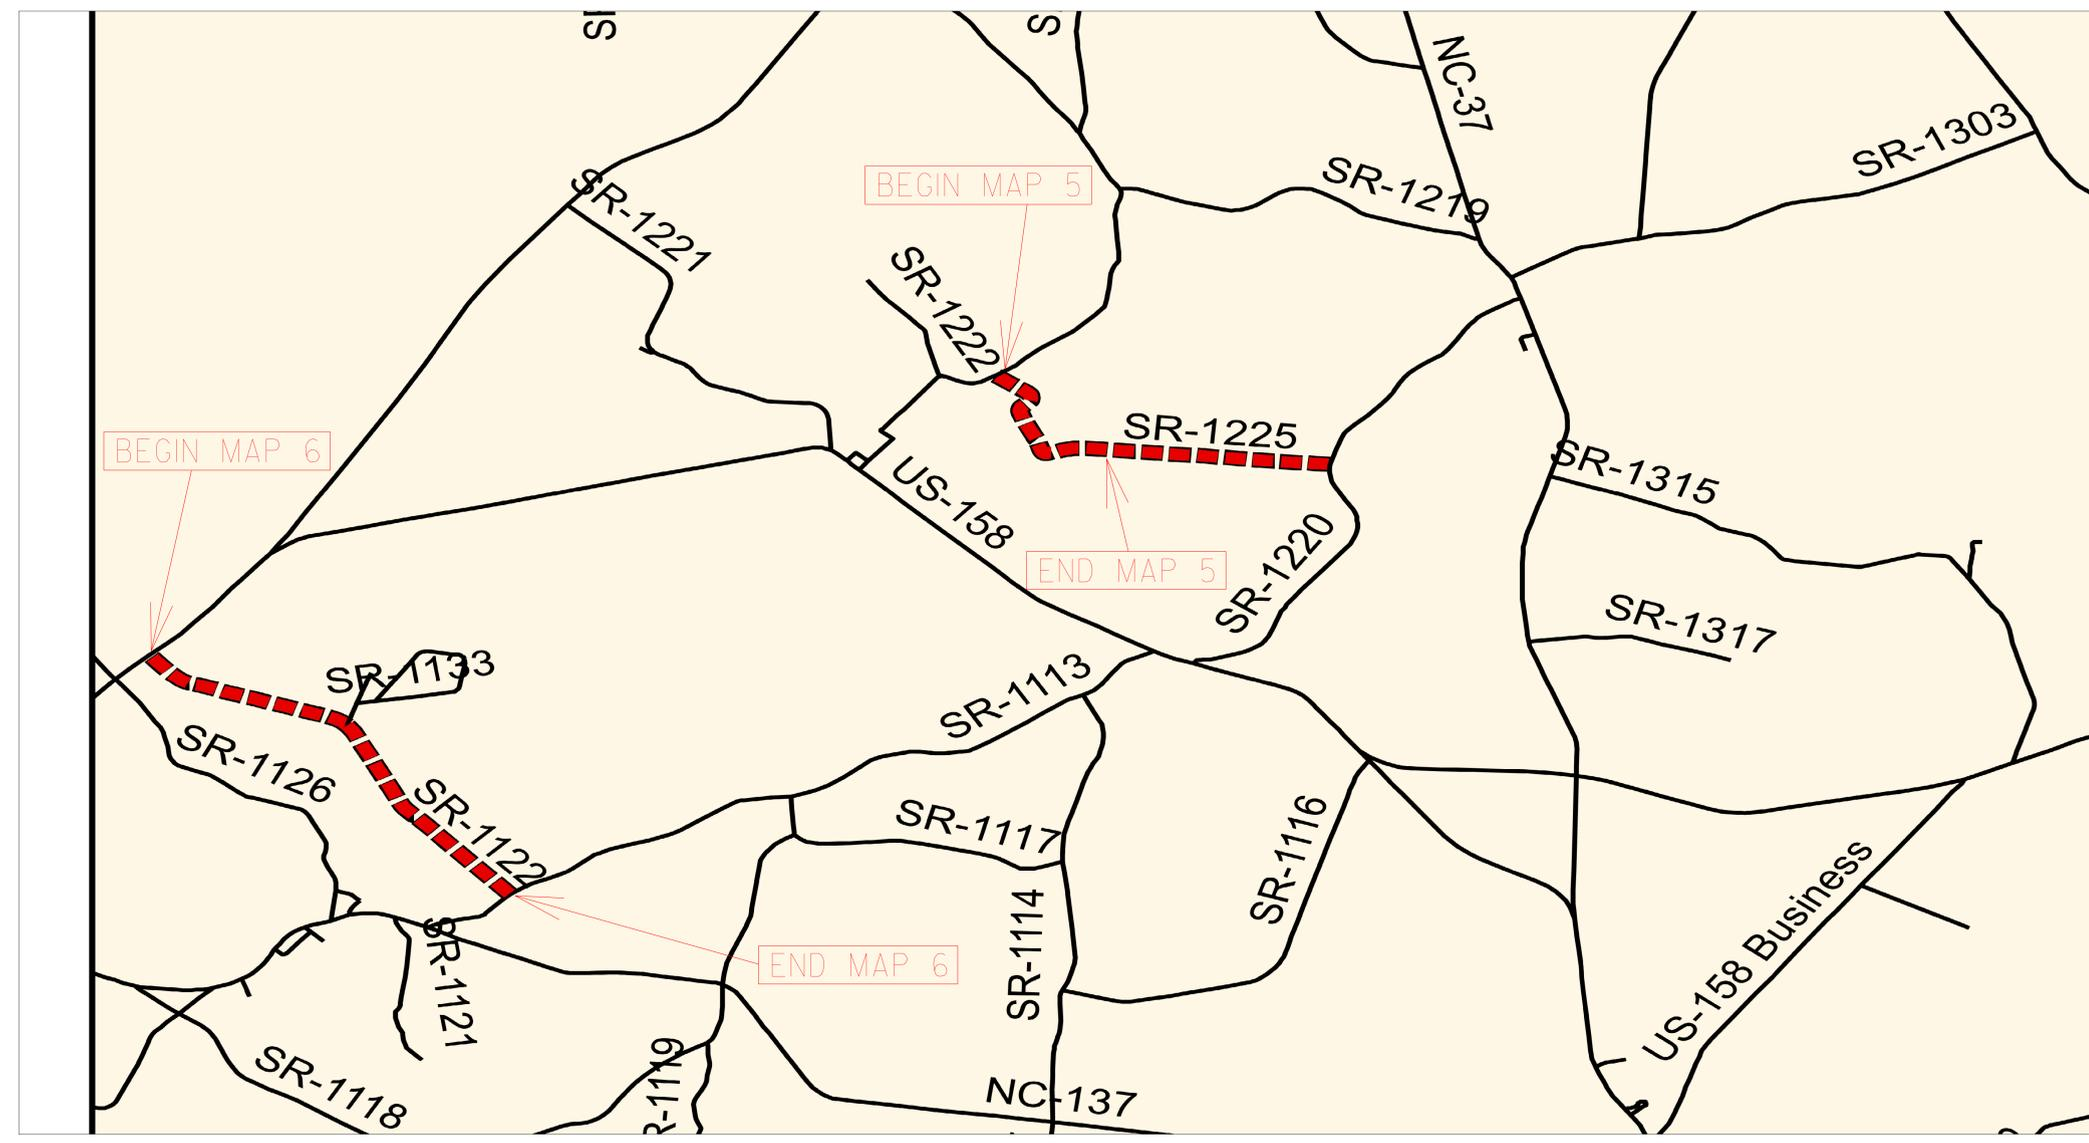 NC-37
SR-1303
SR-1219
BEGIN MAP 5
SR-1221
SR-1222
SR-1225
BEGIN MAP 6
US-158
SR-1315
END MAP 5
SR-1220
SR-1317
SR-1133
SR-1113
SR-1126
SR-1122
SR-1117
SR-1116
US-158 Business
SR-1114
SR-1121
END MAP 6
SR-1118
R-1119
NC-137